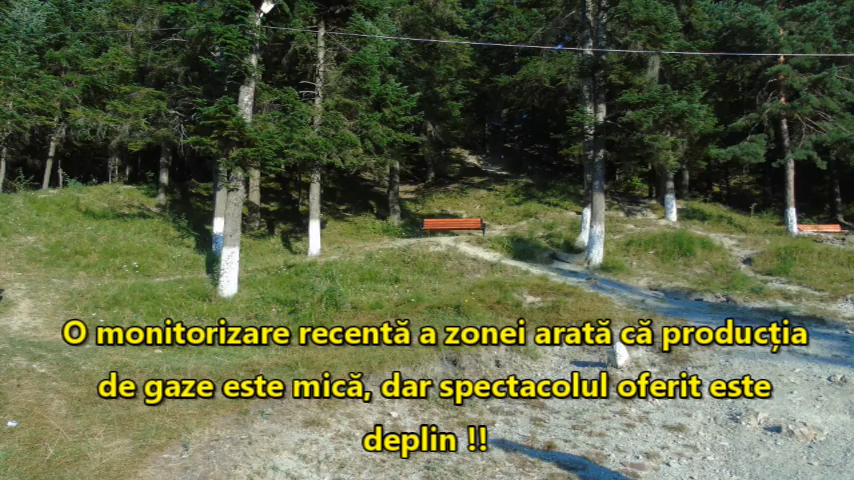 O monitorizare recentă a zonei arată că producția
de gaze este mică, dar spectacolul oferit este
deplin !!